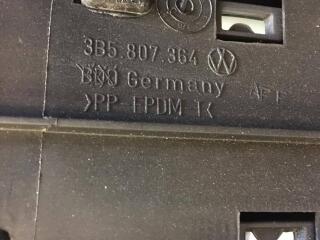 3B5.807.364
Germany
>PP EPDM T<